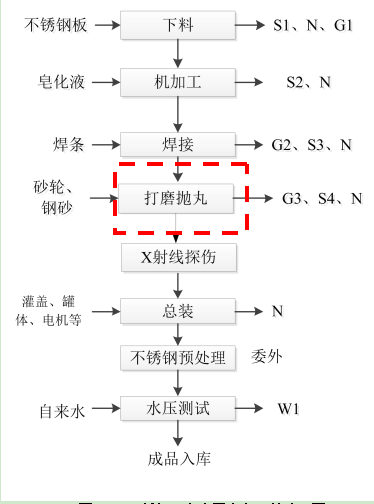 不锈钢板 下料 S1、N、G1
皂化液 机加工 S2、N
焊条 焊接 G2、S3、N
砂轮、
钢砂 打磨抛丸 G3、S4、N
X射线探伤
灌盖、罐
体、电机等 总装 N
不锈钢预处理 委外
自来水 水压测试 W1
成品入库